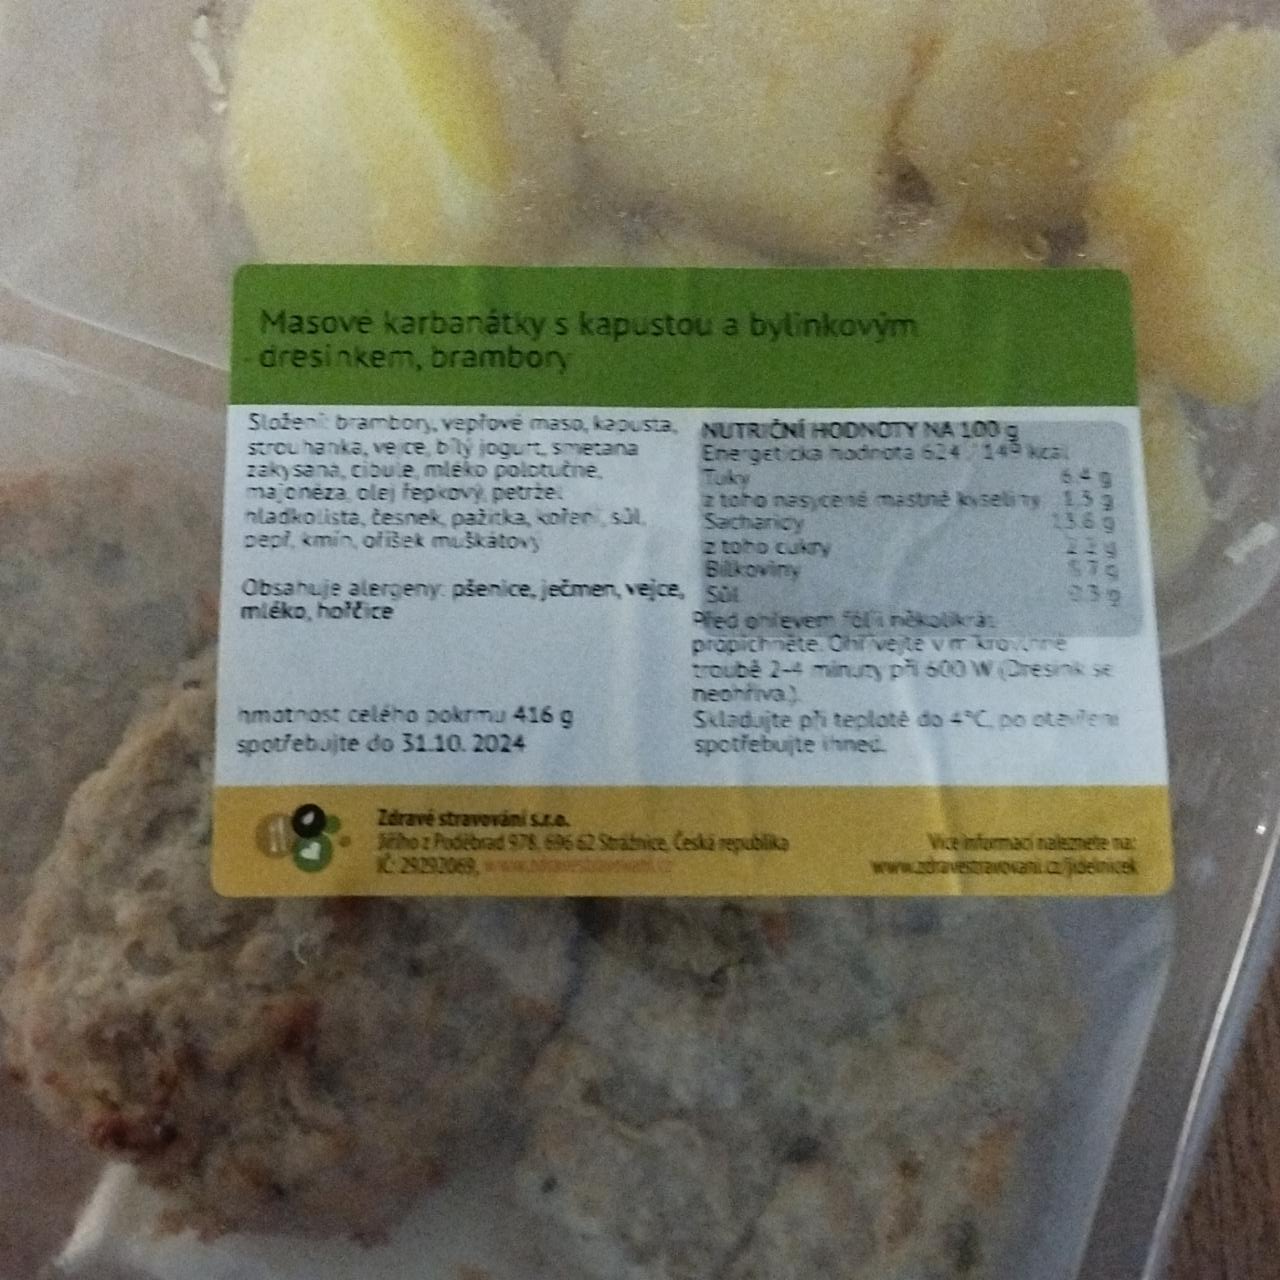 Masové karbanátky s kapustou a bylinkovým
dresinkem, brambory
Složení: brambory, vepřové maso, kapusta,
strouhanka, vejce, bílý jogurt, smetana
zakysaná, cibule, mléko polotučné,
majonéza, olej řepkový, petržel
hladkolistá, česnek, pažitka, koření, sůl,
pepř, kmín, oříšek muškátový
Obsahuje alergeny: pšenice, ječmen, vejce,
mléko, hořčice
hmotnost celého pokrmu 416 g
spotřebujte do 31.10. 2024
NUTRIČNÍ HODNOTY NA 100 g
Energetická hodnota 624 / kcal
Tuky 6.4 g
z toho nasycené mastné kyseliny 1.3 g
Sacharidy 13.6 g
z toho cukry 2.2 g
Bílkoviny 5.7 g
Sůl 0.3 g
Před ohřevem fólii několikrát
propíchněte. Ohřívejte v mikrovlnné
troubě 2-4 minuty při 600 W (Dresink se
neohřívá.).
Skladujte při teplotě do 4°C, po otevření
spotřebujte ihned.
Zdravé stravování s.r.o.
Jiřího z Poděbrad 978, 696 62 Strážnice, Česká republika
IČ: 29292069, www.zdravestravovani.cz
Více informací naleznete na:
www.zdravestravovani.cz/jidelnicek